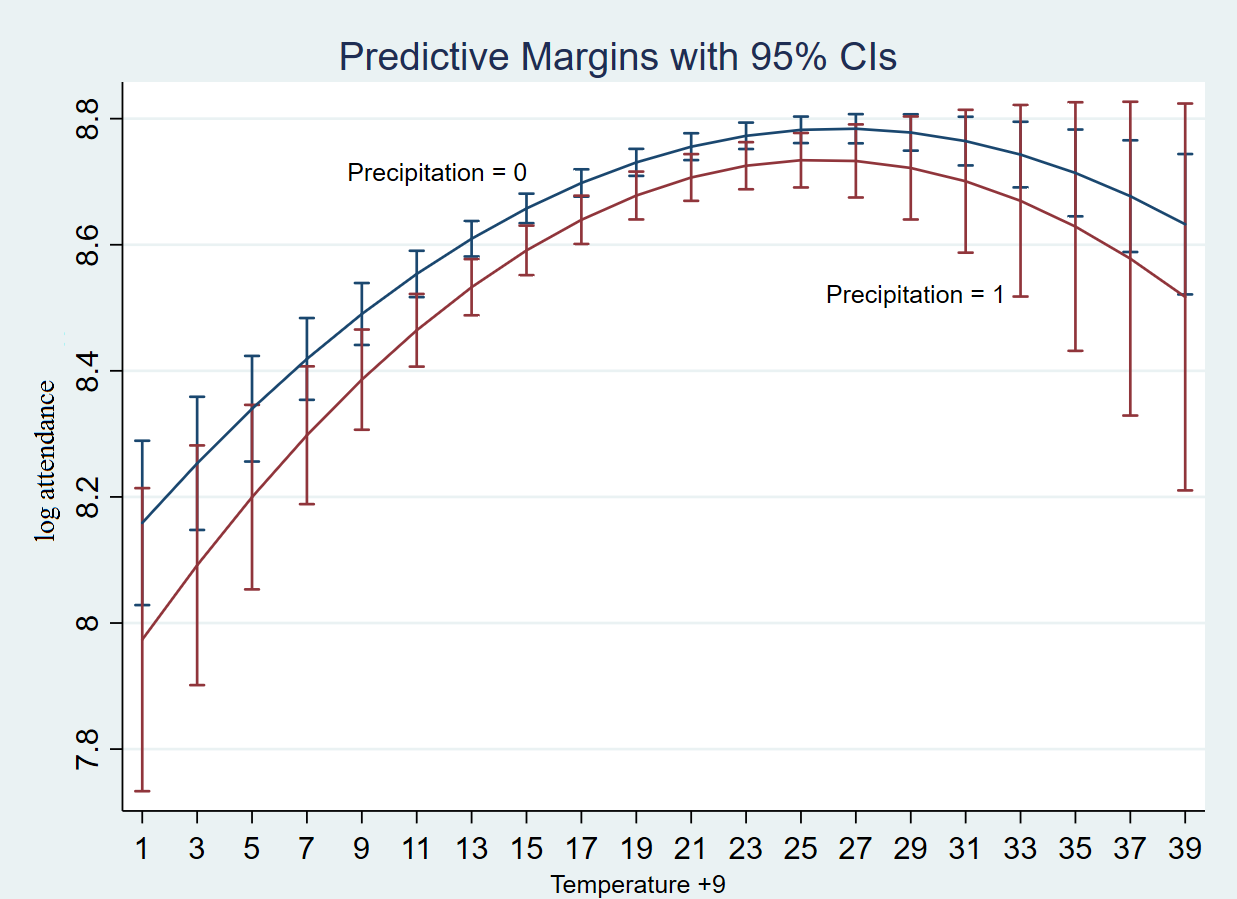 Predictive Margins with 95% CIs
8.8
8.6
8.4
8.2
8
7.8
log attendance
Precipitation = 0
Precipitation = 1
1 3 5 7 9 11 13 15 17 19 21 23 25 27 29 31 33 35 37 39
Temperature +9